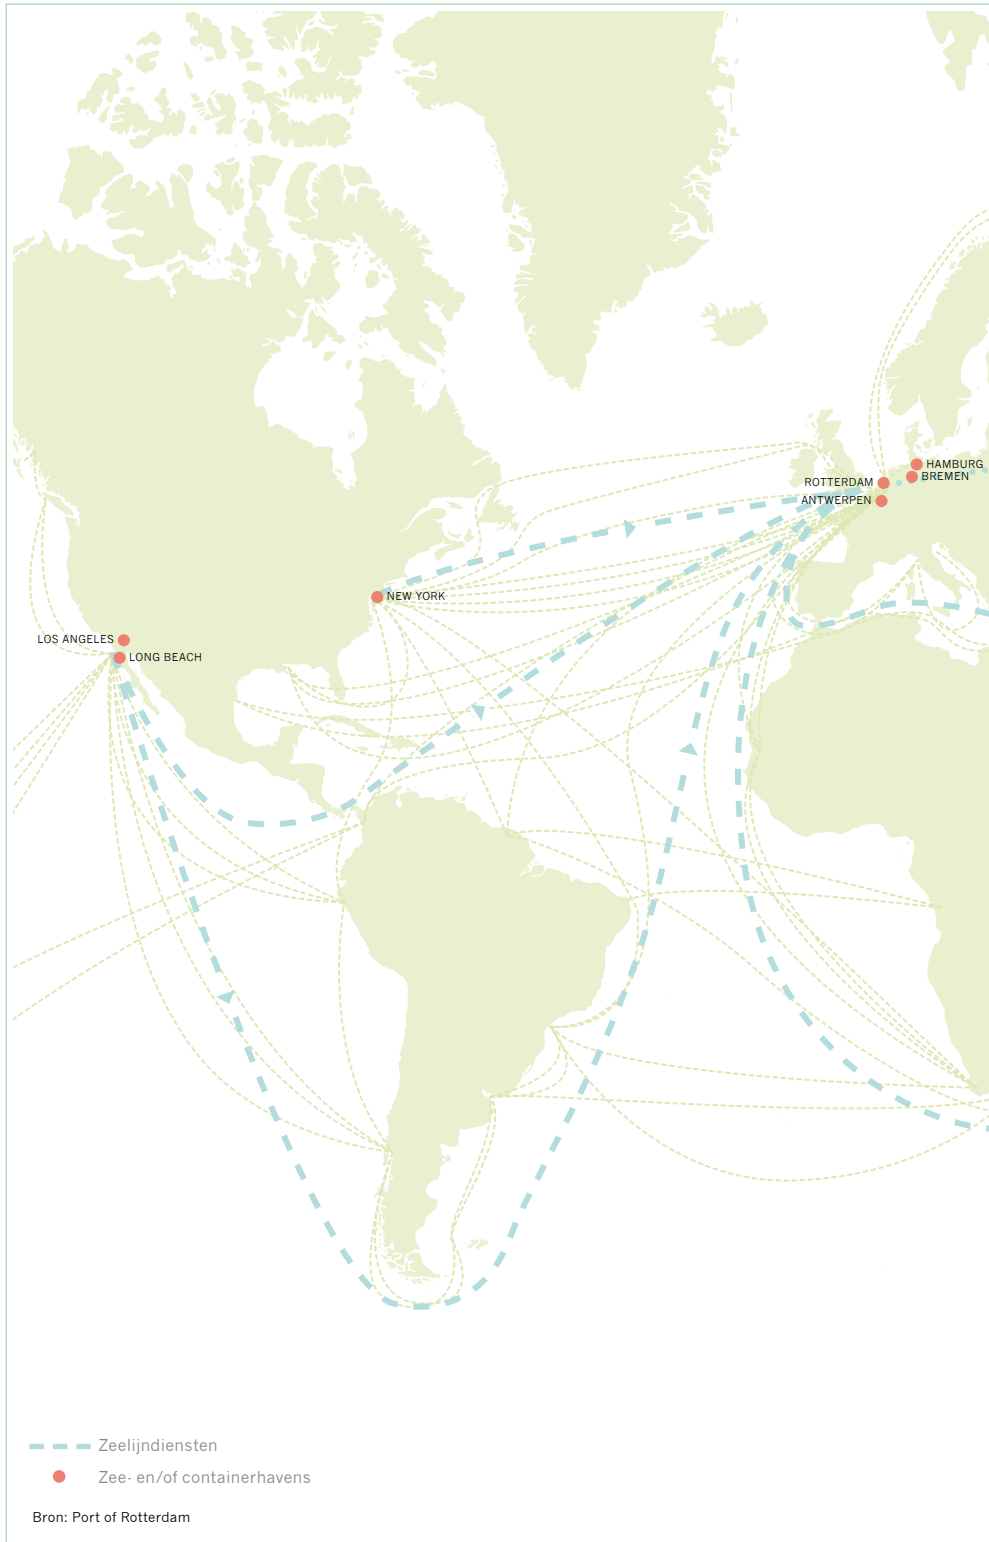 HAMBURG
BREMEN
ROTTERDAM
ANTWERPEN
NEW YORK
LOS ANGELES
LONG BEACH
Zeelijndiensten
Zee- en/of containerhavens
Bron: Port of Rotterdam